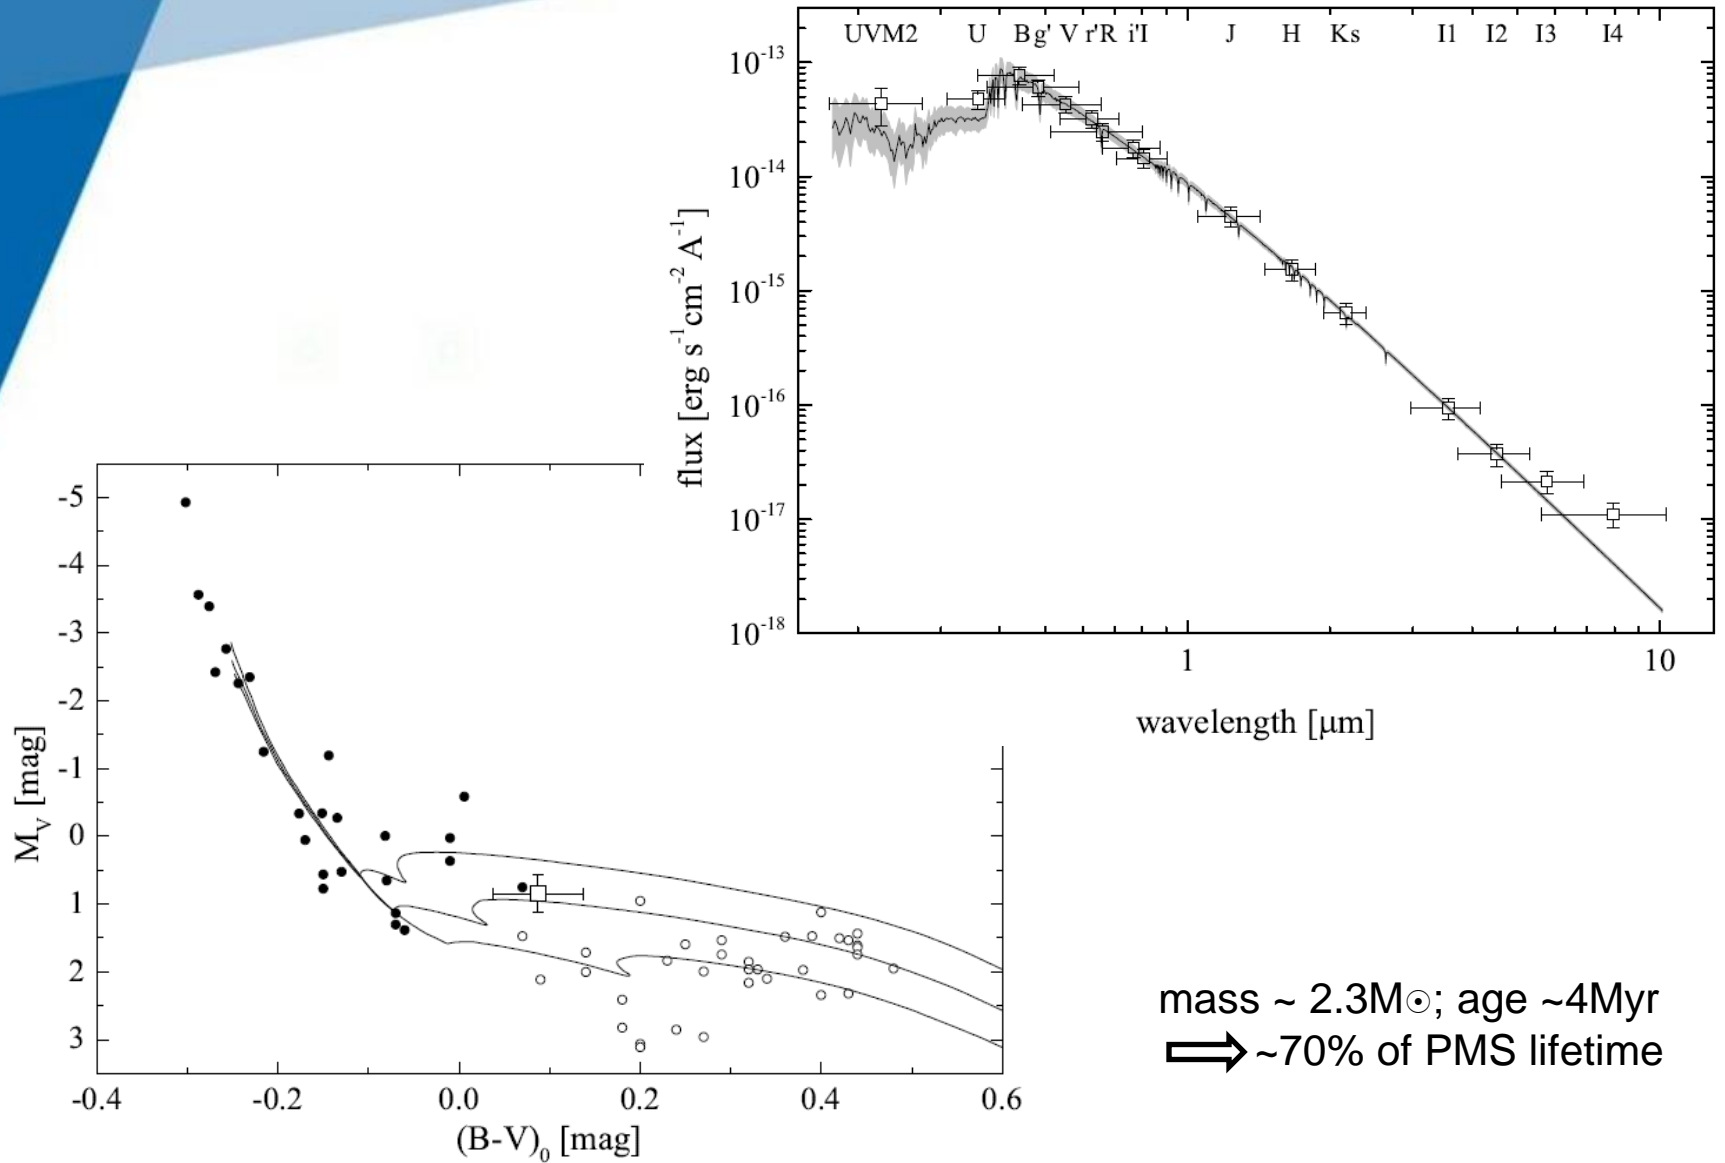 UVM2 U B g' V r' R i' I J H Ks I1 I2 I3 I4
10⁻¹³
10⁻¹⁴
10⁻¹⁵
10⁻¹⁶
10⁻¹⁷
10⁻¹⁸
flux [erg s⁻¹ cm⁻² A⁻¹]
1 10
wavelength [μm]
-5
-4
-3
-2
-1
0
1
2
3
M_V [mag]
-0.4 -0.2 0.0 0.2 0.4 0.6
(B-V)₀ [mag]
mass ~ 2.3M☉; age ~4Myr
⇨ ~70% of PMS lifetime